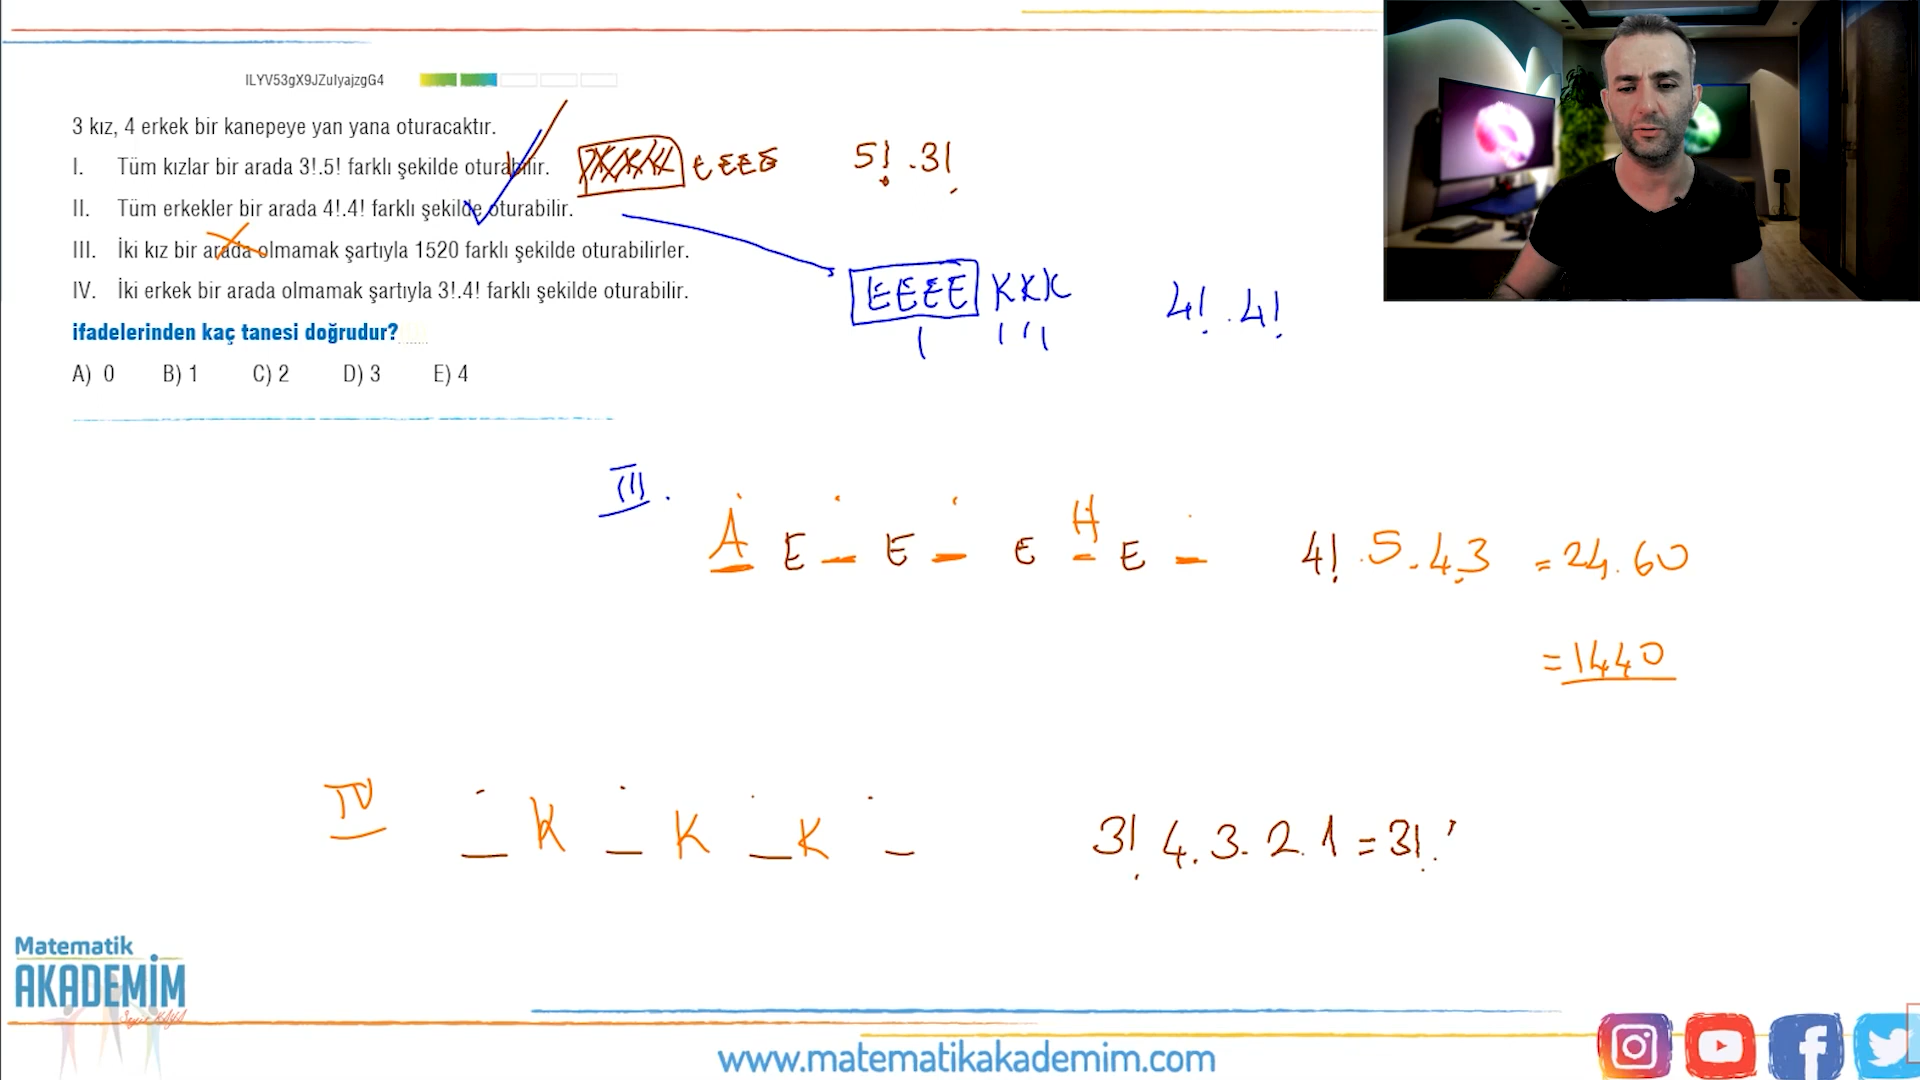 ILYV53gX9JZuIyajzgG4
3 kız, 4 erkek bir kanepeye yan yana oturacaktır.
I. Tüm kızlar bir arada 3!.5! farklı şekilde oturabilir.
EEEE 5! . 3!
II. Tüm erkekler bir arada 4!.4! farklı şekilde oturabilir.
III. İki kız bir arada olmamak şartıyla 1520 farklı şekilde oturabilirler.
IV. İki erkek bir arada olmamak şartıyla 3!.4! farklı şekilde oturabilir.
EEEE KKK 4! . 4!
ifadelerinden kaç tanesi doğrudur?
A) 0 B) 1 C) 2 D) 3 E) 4
III.
A E _ E _ E H E _ 4! . 5 . 4 . 3 = 24 . 60
= 1440
IV
_ K _ K _ K _ 3! 4 . 3 . 2 . 1 = 3! .
Matematik
AKADEMİM
www.matematikakademim.com